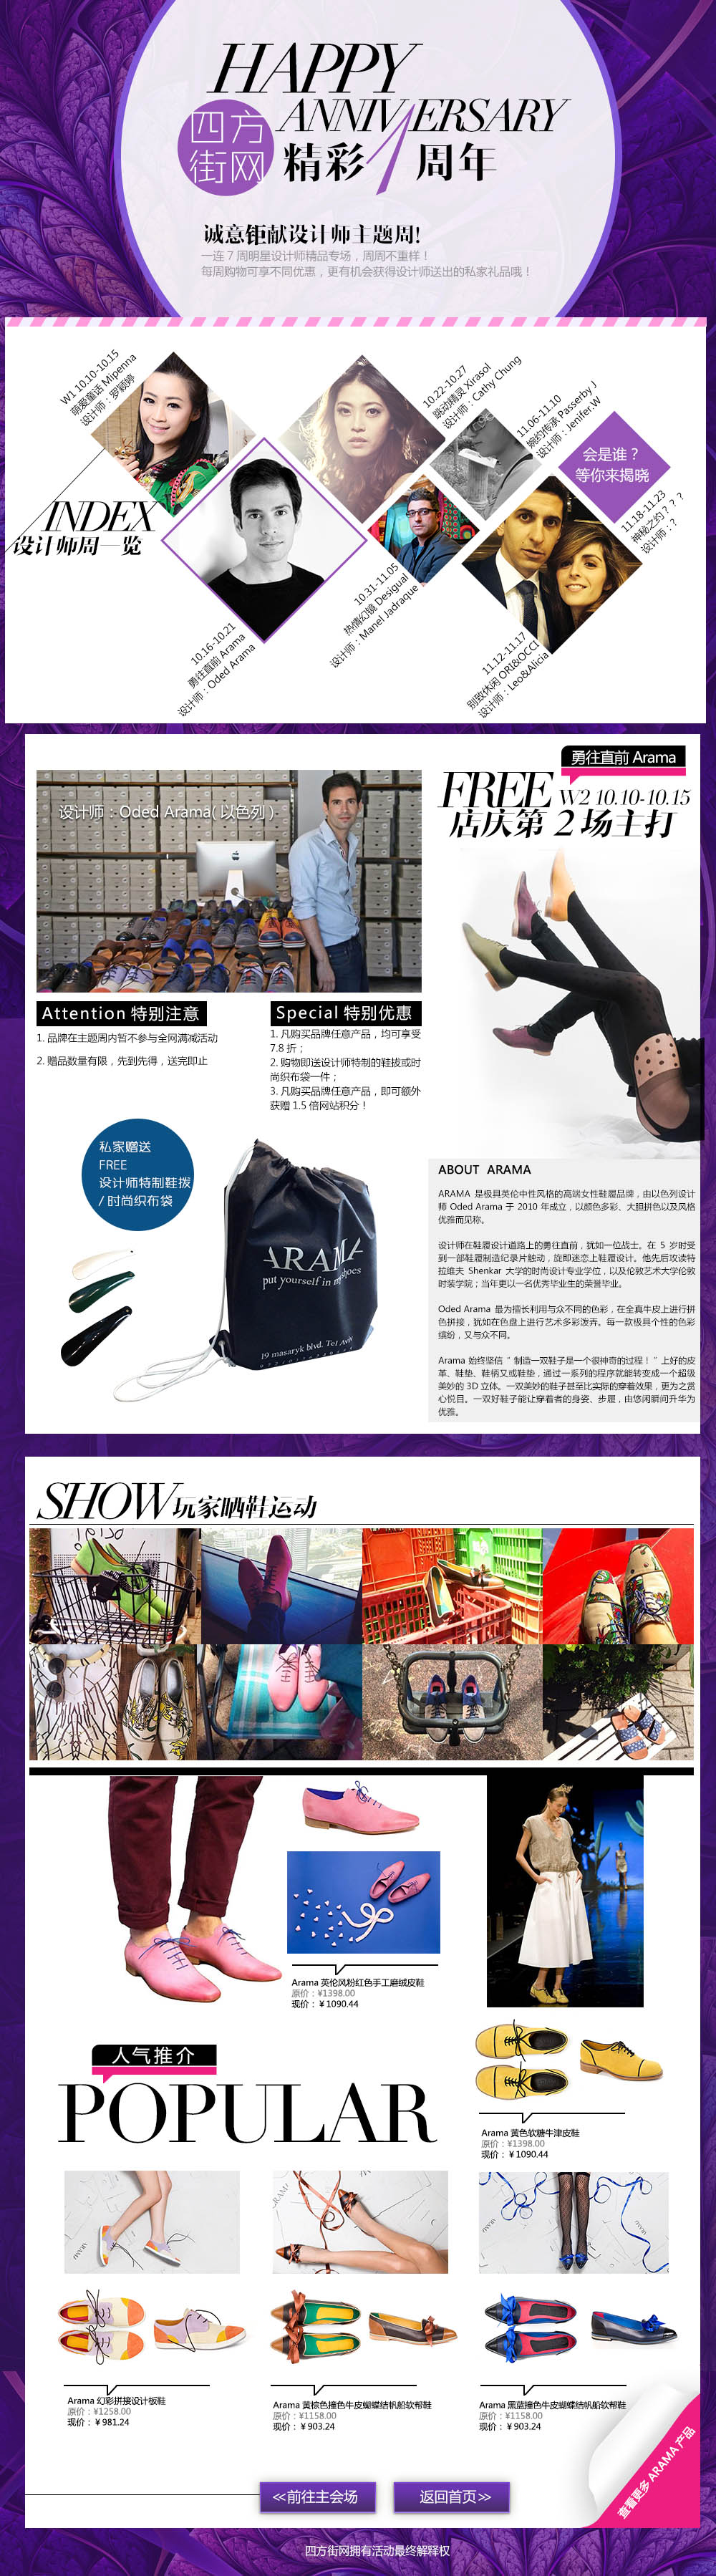 HAPPY
ANNIVERSARY
四方
街网
精彩1周年
诚意钜献设计师主题周!
一连 7 周明星设计师精品专场，周周不重样！
每周购物可享不同优惠，更有机会获得设计师送出的私家礼品哦！
W1 10.10-10.15
萌爱童话 Mipenna
设计师：罗颖婷
10.22-10.27
跳动精灵 Xirasol
设计师：Cathy Chung
11.06-11.10
婉约传承 Passerby J
设计师：Jenifer.W
会是谁？
等你来揭晓
11.18-11.23
神秘之约？？？
设计师：？
INDEX
设计师周一览
10.16-10.21
勇往直前 Arama
设计师：Oded Arama
10.31-11.05
热情幻镜 Desigual
设计师：Manel Jadraque
11.12-11.17
别致休闲 ORI&OCCI
设计师：Leo&Alicia
勇往直前 Arama
FREE W2 10.10-10.15
店庆第 2 场主打
设计师：Oded Arama( 以色列 )
Attention 特别注意
1. 品牌在主题周内暂不参与全网满减活动
2. 赠品数量有限，先到先得，送完即止
Special 特别优惠
1. 凡购买品牌任意产品，均可享受
7.8 折；
2. 购物即送设计师特制的鞋拔或时
尚织布袋一件；
3. 凡购买品牌任意产品，即可额外
获赠 1.5 倍网站积分！
私家赠送
FREE
设计师特制鞋拨
/ 时尚织布袋
ARAMA
put yourself in my shoes
19 masaryk blvd. Tel Aviv
ABOUT ARAMA
ARAMA 是极具英伦中性风格的高端女性鞋履品牌，由以色列设计
师 Oded Arama 于 2010 年成立，以颜色多彩、大胆拼色以及风格
优雅而见称。
设计师在鞋履设计道路上的勇往直前，犹如一位战士。在 5 岁时受
到一部鞋履制造纪录片触动，旋即迷恋上鞋履设计。他先后攻读特
拉维夫 Shenkar 大学的时尚设计专业学位，以及伦敦艺术大学伦敦
时装学院；当年更以一名优秀毕业生的荣誉毕业。
Oded Arama 最为擅长利用与众不同的色彩，在全真牛皮上进行拼
色拼接，犹如在色盘上进行艺术多彩泼弄。每一款极具个性的色彩
缤纷，又与众不同。
Arama 始终坚信 “ 制造一双鞋子是一个很神奇的过程！ ” 上好的皮
革、鞋垫、鞋柄又或鞋垫，通过一系列的程序就能转变成一个超级
美妙的 3D 立体。一双美妙的鞋子甚至比实际的穿着效果，更为之赏
心悦目。一双好鞋子能让穿着者的身姿、步履，由悠闲瞬间升华为
优雅。
SHOW玩家晒鞋运动
Arama 英伦风粉红色手工磨绒皮鞋
原价：¥1398.00
现价：¥ 1090.44
人气推介
POPULAR
Arama 黄色软糖牛津皮鞋
原价：¥1398.00
现价：¥ 1090.44
Arama 幻彩拼接设计板鞋
原价：¥1258.00
现价：¥ 981.24
Arama 黄棕色撞色牛皮蝴蝶结帆船软帮鞋
原价：¥1158.00
现价：¥ 903.24
Arama 黑蓝撞色牛皮蝴蝶结帆船软帮鞋
原价：¥1158.00
现价：¥ 903.24
查看更多 ARAMA 产品
<<前往主会场
返回首页>>
四方街网拥有活动最终解释权